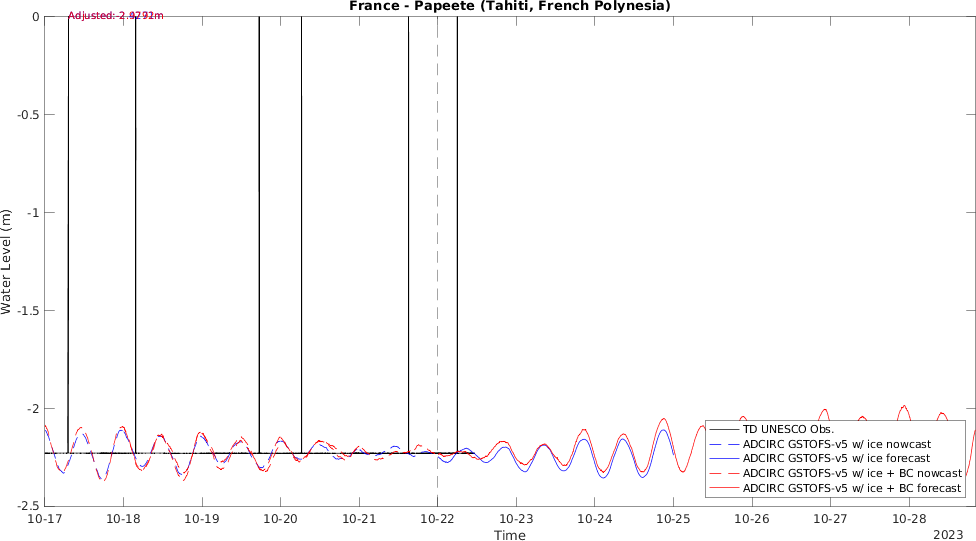 France - Papeete (Tahiti, French Polynesia)
Adjusted:
0
-0.5
-1
-1.5
-2
-2.5
Water Level (m)
TD UNESCO Obs.
ADCIRC GSTOFS-v5 w/ ice nowcast
ADCIRC GSTOFS-v5 w/ ice forecast
ADCIRC GSTOFS-v5 w/ ice + BC nowcast
ADCIRC GSTOFS-v5 w/ ice + BC forecast
10-17 10-18 10-19 10-20 10-21 10-22 10-23 10-24 10-25 10-26 10-27 10-28
Time
2023